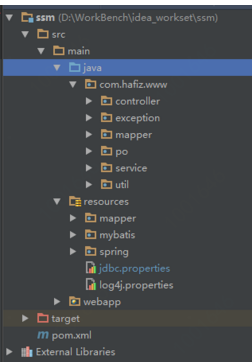 ssm (D:\WorkBench\idea_workset\ssm)
src
main
java
com.hafiz.www
controller
exception
mapper
po
service
util
resources
mapper
mybatis
spring
jdbc.properties
log4j.properties
webapp
target
m pom.xml
External Libraries